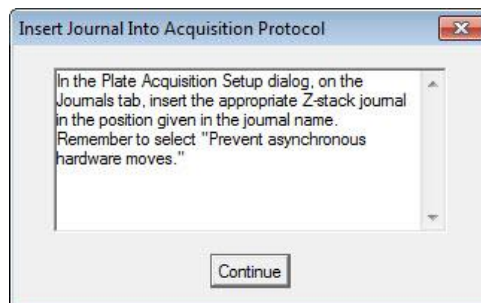 Insert Journal Into Acquisition Protocol
In the Plate Acquisition Setup dialog, on the
Journals tab, insert the appropriate Z-stack journal
in the position given in the journal name.
Remember to select "Prevent asynchronous
hardware moves."
Continue